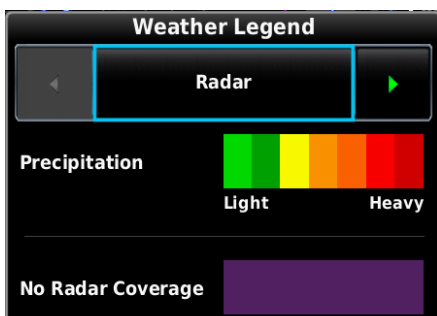 Weather Legend
Radar
Precipitation
Light Heavy
No Radar Coverage